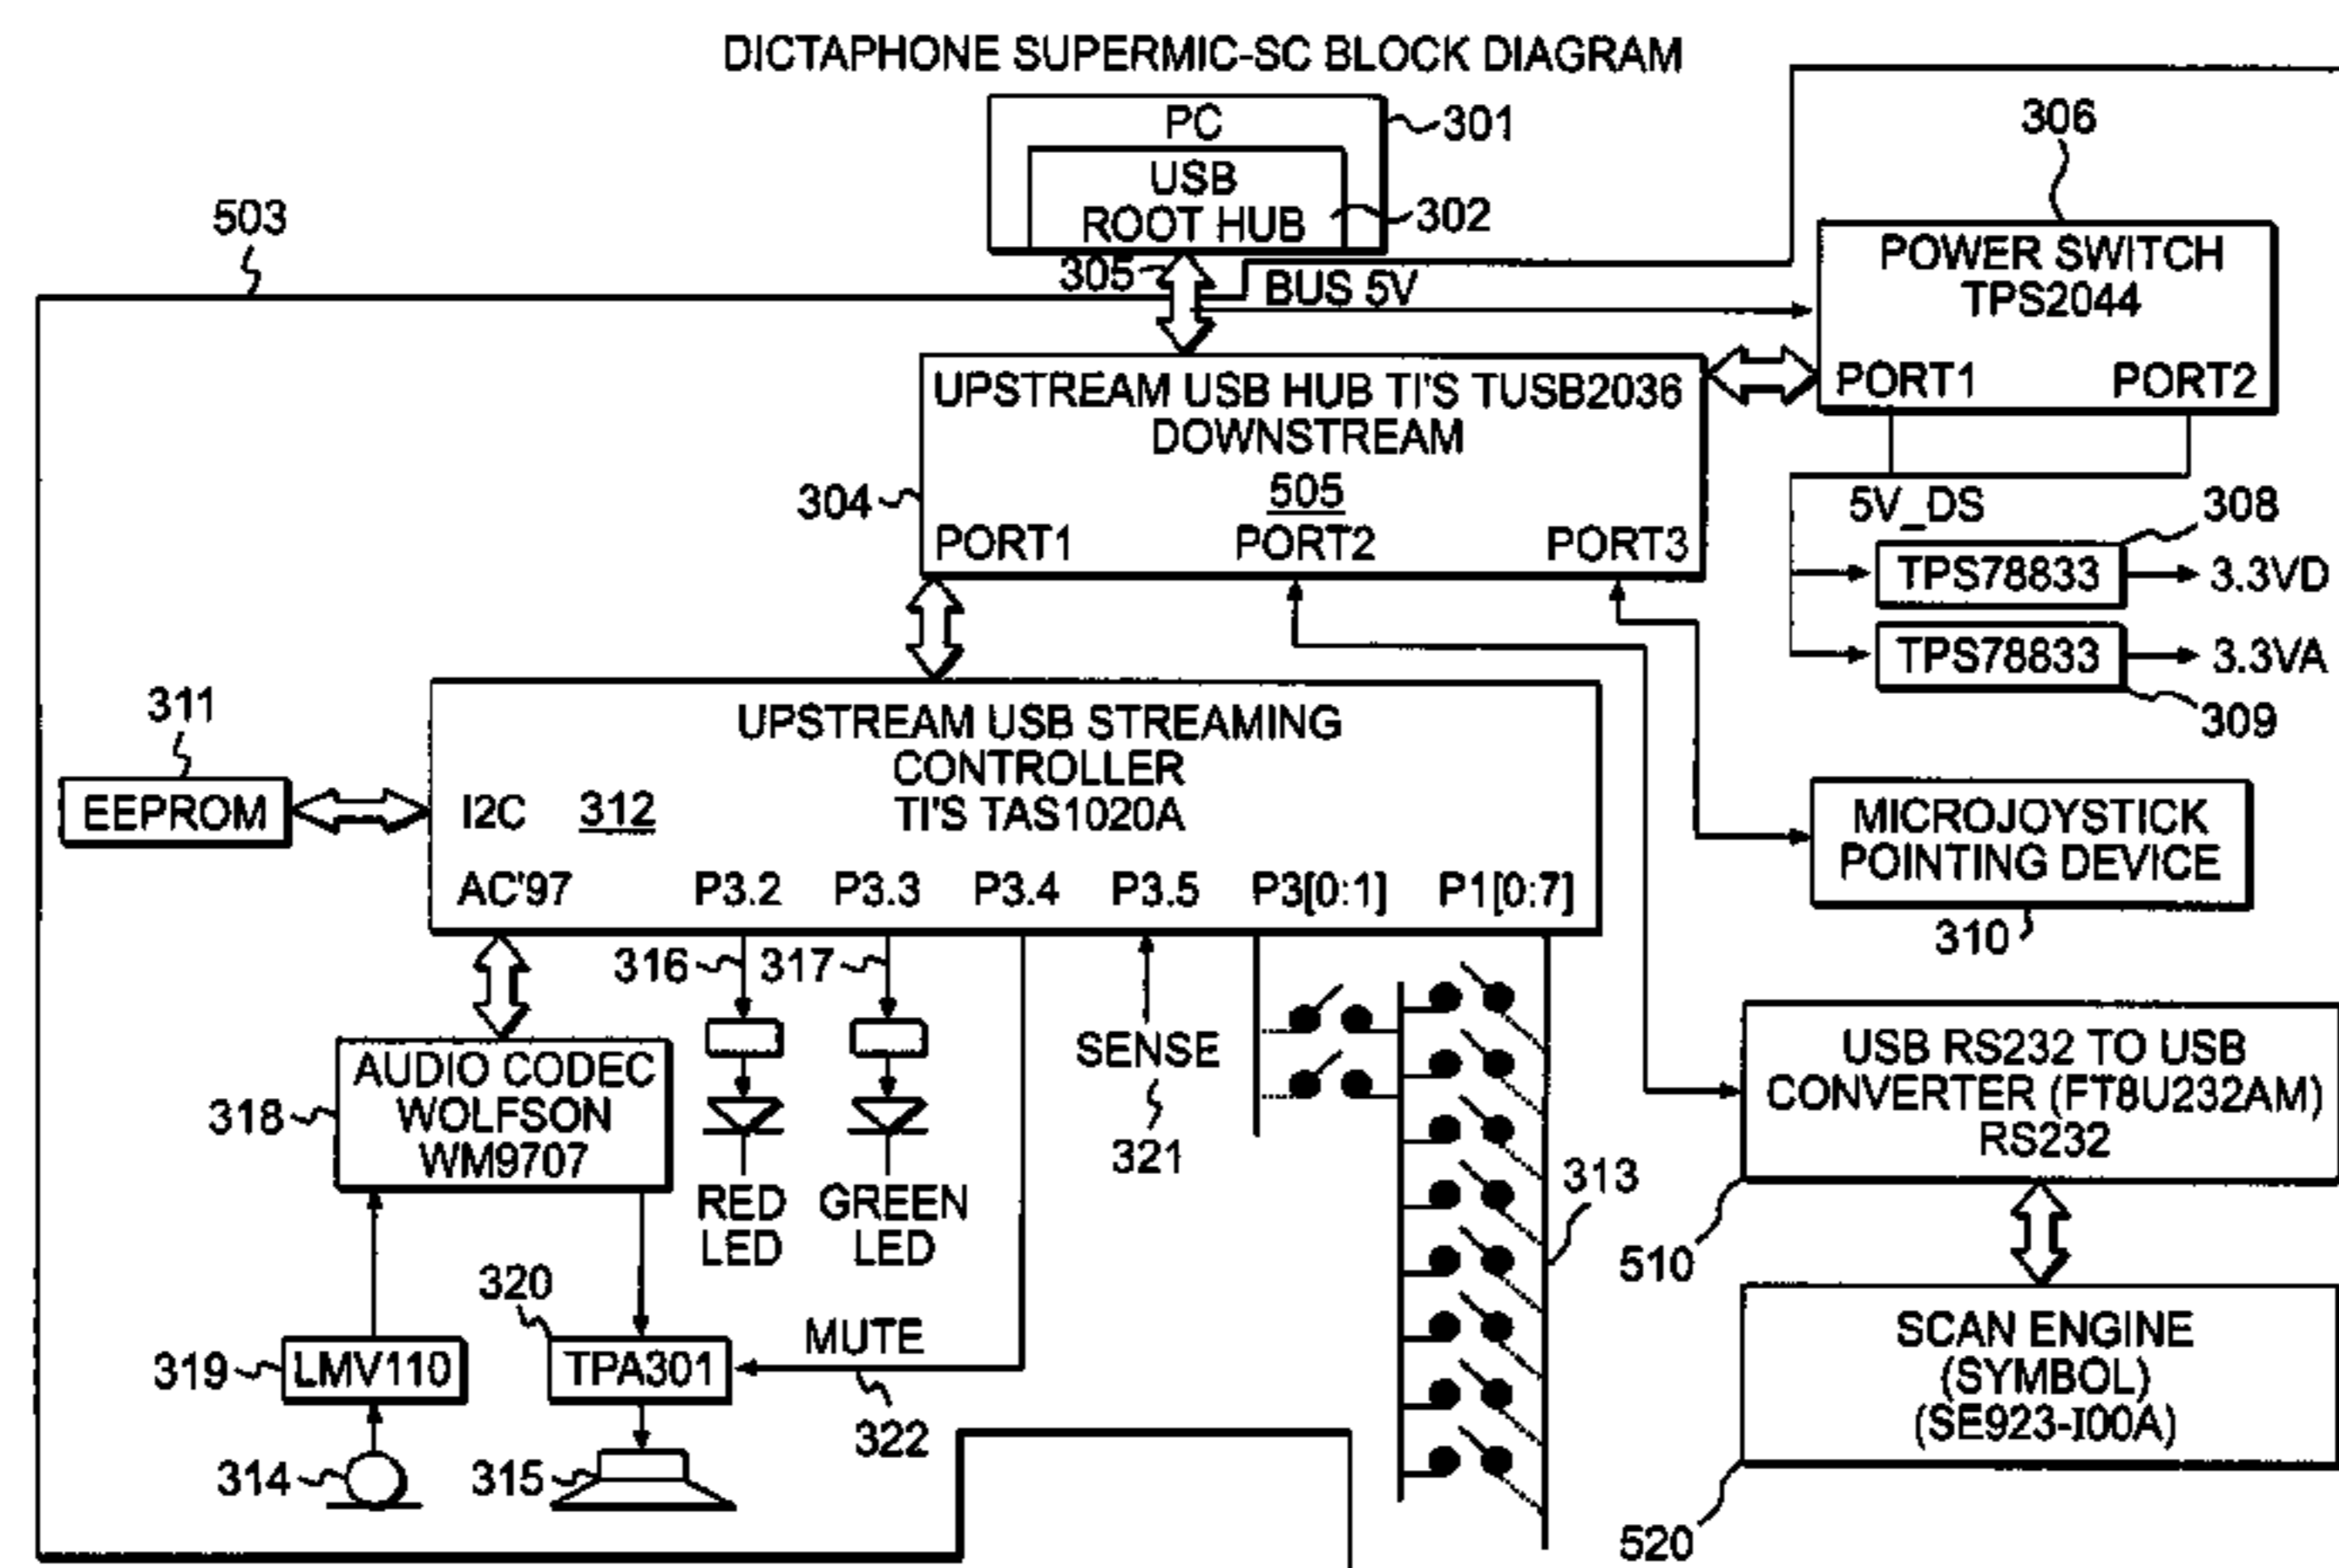 DICTAPHONE SUPERMIC-SC BLOCK DIAGRAM
PC
301
USB
ROOT HUB
302
306
503
305
BUS 5V
POWER SWITCH
TPS2044
PORT1 PORT2
UPSTREAM USB HUB TI'S TUSB2036
DOWNSTREAM
505
304
PORT1 PORT2 PORT3
5V_DS
308
TPS78833
3.3VD
TPS78833
3.3VA
309
311
EEPROM
UPSTREAM USB STREAMING
CONTROLLER
TI'S TAS1020A
I2C 312
AC'97 P3.2 P3.3 P3.4 P3.5 P3[0:1] P1[0:7]
MICROJOYSTICK
POINTING DEVICE
310
316
317
SENSE
321
318
AUDIO CODEC
WOLFSON
WM9707
RED
LED
GREEN
LED
313
USB RS232 TO USB
CONVERTER (FT8U232AM)
RS232
510
320
319
LMV110
TPA301
MUTE
322
314
315
SCAN ENGINE
(SYMBOL)
(SE923-I00A)
520